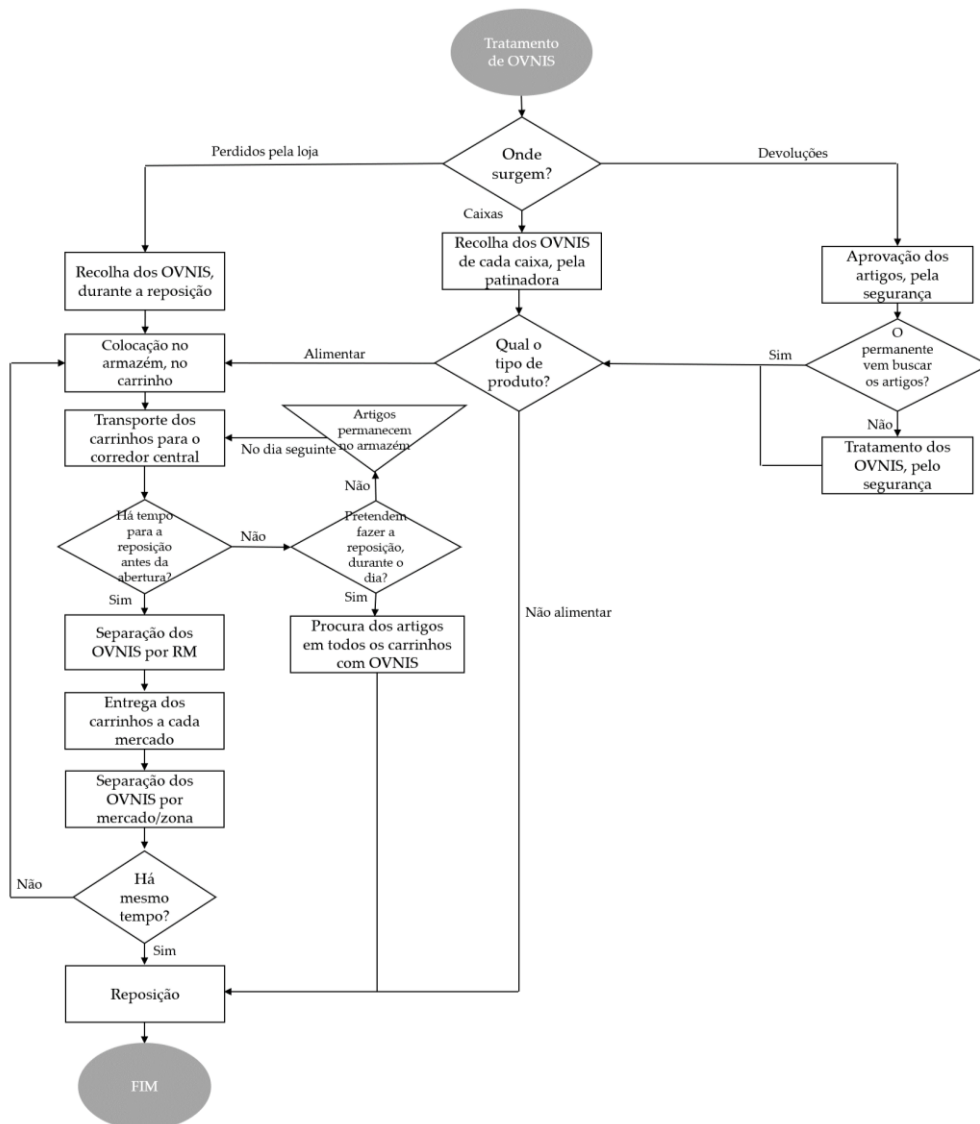 Tratamento
de OVNIS
Onde
surgem?
Perdidos pela loja
Devoluções
Caixas
Recolha dos OVNIS,
durante a reposição
Recolha dos OVNIS
de cada caixa, pela
patinadora
Aprovação dos
artigos, pela
segurança
Colocação no
armazém, no
carrinho
Alimentar
Qual o
tipo de
produto?
Sim
O
permanente
vem buscar
os artigos?
Não
Tratamento dos
OVNIS, pelo
segurança
Transporte dos
carrinhos para o
corredor central
No dia seguinte
Artigos
permanecem
no armazém
Não
Há tempo
para a
reposição
antes da
abertura?
Não
Pretendem
fazer a
reposição,
durante o
dia?
Sim
Sim
Não alimentar
Separação dos
OVNIS por RM
Procura dos artigos
em todos os carrinhos
com OVNIS
Entrega dos
carrinhos a cada
mercado
Separação dos
OVNIS por
mercado/zona
Não
Há
mesmo
tempo?
Sim
Reposição
FIM